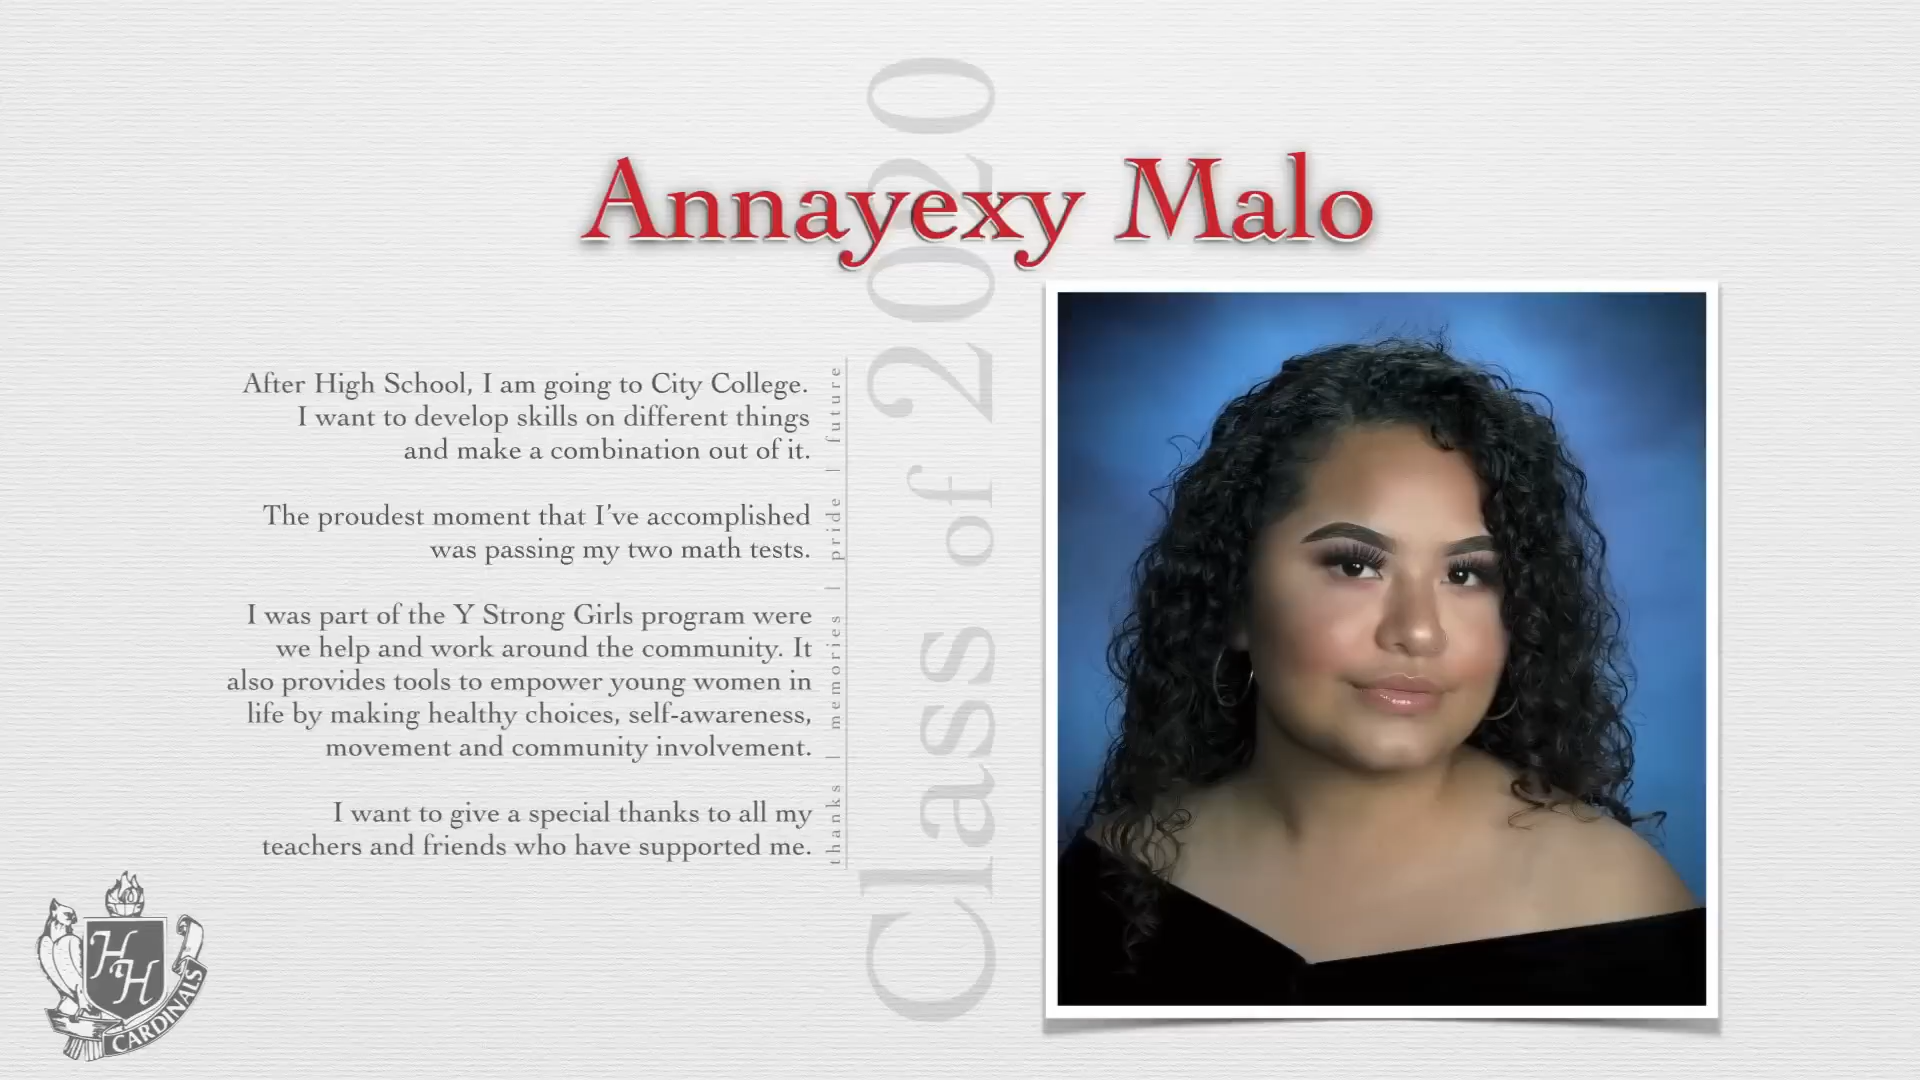 Annayexy Malo
After High School, I am going to City College.
I want to develop skills on different things
and make a combination out of it.
The proudest moment that I've accomplished
was passing my two math tests.
I was part of the Y Strong Girls program were
we help and work around the community. It
also provides tools to empower young women in
life by making healthy choices, self-awareness,
movement and community involvement.
I want to give a special thanks to all my
teachers and friends who have supported me.
thanks | memories | pride | future
Class of 2020
HH
CARDINALS